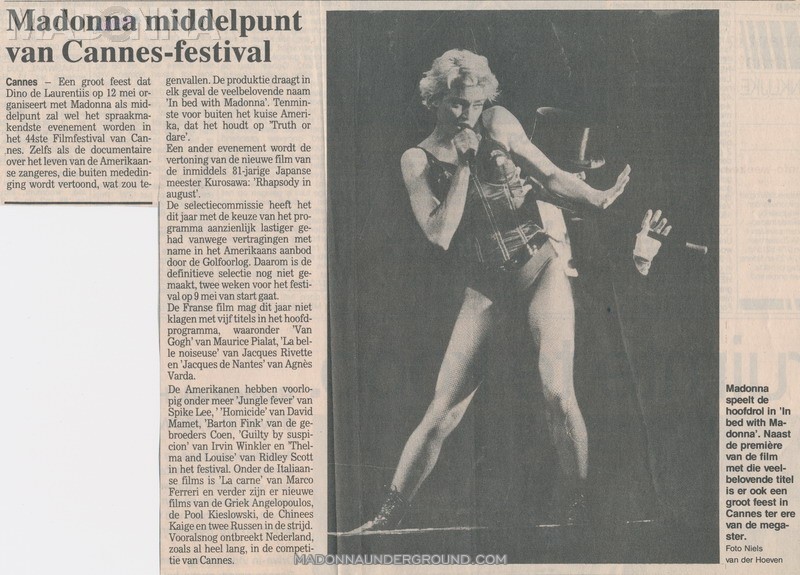 Madonna middelpunt
van Cannes-festival
Cannes – Een groot feest dat
Dino de Laurentiis op 12 mei or-
ganiseert met Madonna als mid-
delpunt zal wel het spraakma-
kendste evenement worden in
het 44ste Filmfestival van Can-
nes. Zelfs als de documentaire
over het leven van de Amerikaan-
se zangeres, die buiten mededin-
ging wordt vertoond, wat zou te-
genvallen. De produktie draagt in
elk geval de veelbelovende naam
'In bed with Madonna'. Tenmin-
ste voor buiten het kuise Ameri-
ka, dat het houdt op 'Truth or
dare'.
Een ander evenement wordt de
vertoning van de nieuwe film van
de inmiddels 81-jarige Japanse
meester Kurosawa: 'Rhapsody in
august'.
De selectiecommissie heeft het
dit jaar met de keuze van het pro-
gramma aanzienlijk lastiger ge-
had vanwege vertragingen met
name in het Amerikaans aanbod
door de Golfoorlog. Daarom is de
definitieve selectie nog niet ge-
maakt, twee weken voor het festi-
val op 9 mei van start gaat.
De Franse film mag dit jaar niet
klagen met vijf titels in het hoofd-
programma, waaronder 'Van
Gogh' van Maurice Pialat, 'La bel-
le noiseuse' van Jacques Rivette
en 'Jacques de Nantes' van Agnès
Varda.
De Amerikanen hebben voorlo-
pig onder meer 'Jungle fever' van
Spike Lee, ' 'Homicide' van David
Mamet, 'Barton Fink' van de ge-
broeders Coen, 'Guilty by suspi-
cion' van Irvin Winkler en 'Thel-
ma and Louise' van Ridley Scott
in het festival. Onder de Italiaan-
se films is 'La carne' van Marco
Ferreri en verder zijn er nieuwe
films van de Griek Angelopoulos,
de Pool Kieslowski, de Chinees
Kaige en twee Russen in de strijd.
Vooralsnog ontbreekt Nederland,
zoals al heel lang, in de competi-
tie van Cannes.
Madonna
speelt de
hoofdrol in 'In
bed with Ma-
donna'. Naast
de première
van de film
met die veel-
belovende titel
is er ook een
groot feest in
Cannes ter ere
van de mega-
ster.
Foto Niels
van der Hoeven
MADONNAUNDERGROUND.COM